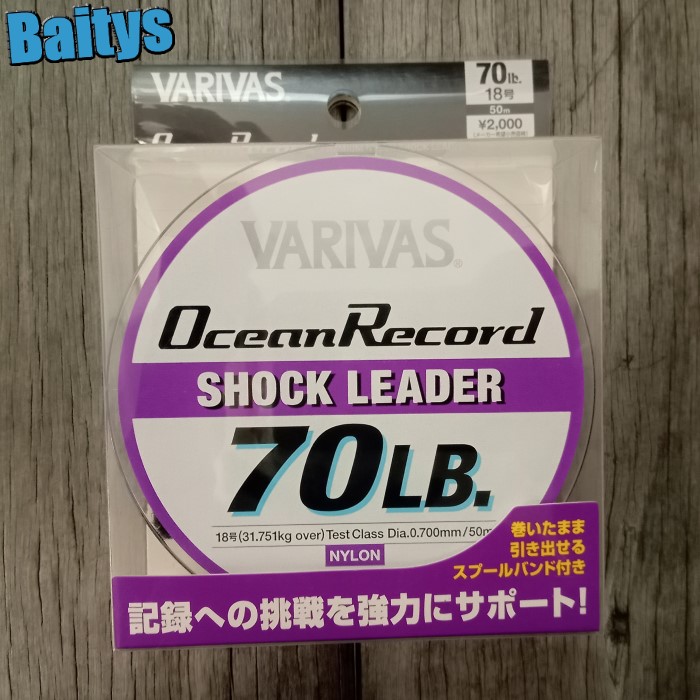 Baitys
VARIVAS®
70lb.
18号
50m
¥2,000
OceanRecord
VARIVAS®
OceanRecord
SHOCK LEADER
70LB.
18号(31.751kg over) Test Class Dia.0.700mm/50m
NYLON
巻いたまま
引き出せる
スプールバンド付き
記録への挑戦を強力にサポート!